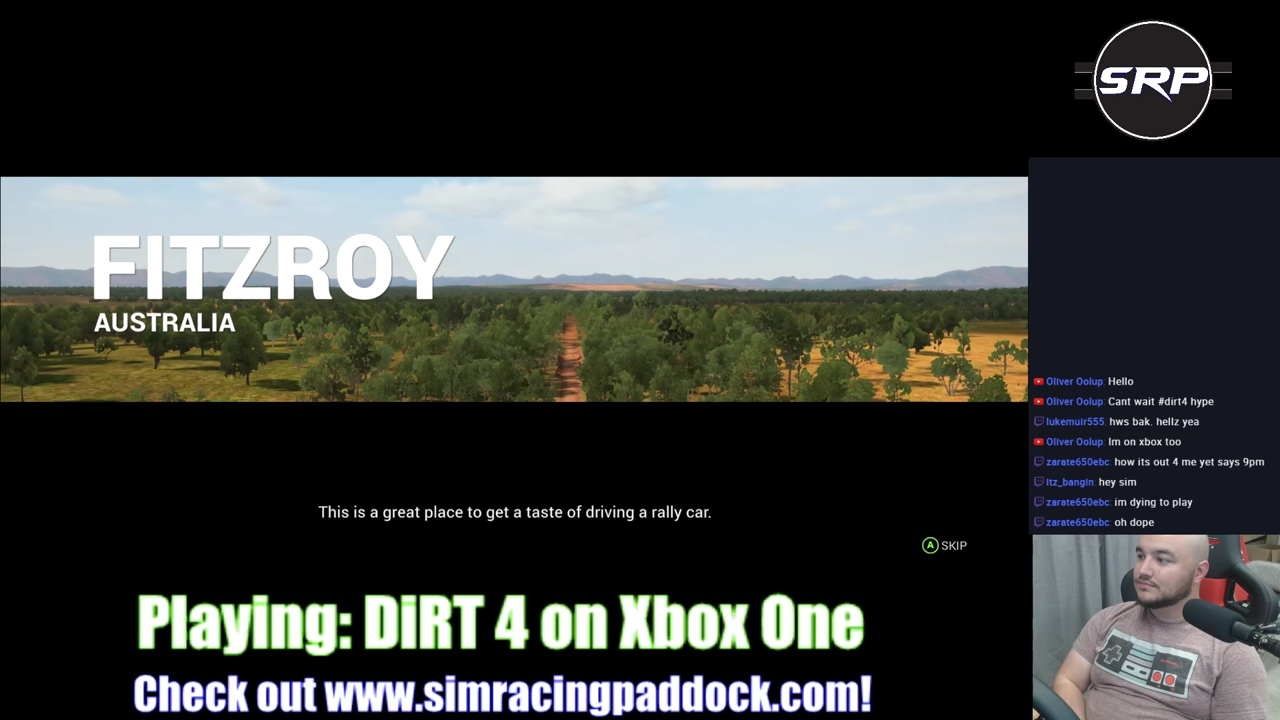 SRP
FITZROY
AUSTRALIA
Oliver Oolup: Hello
Oliver Oolup: Cant wait #dirt4 hype
lukemuir555: hws bak. hellz yea
Oliver Oolup: Im on xbox too
zarate650ebc: how its out 4 me yet says 9pm
itz_bangin: hey sim
zarate650ebc: im dying to play
zarate650ebc: oh dope
This is a great place to get a taste of driving a rally car.
A SKIP
Playing: DiRT 4 on Xbox One
Check out www.simracingpaddock.com!